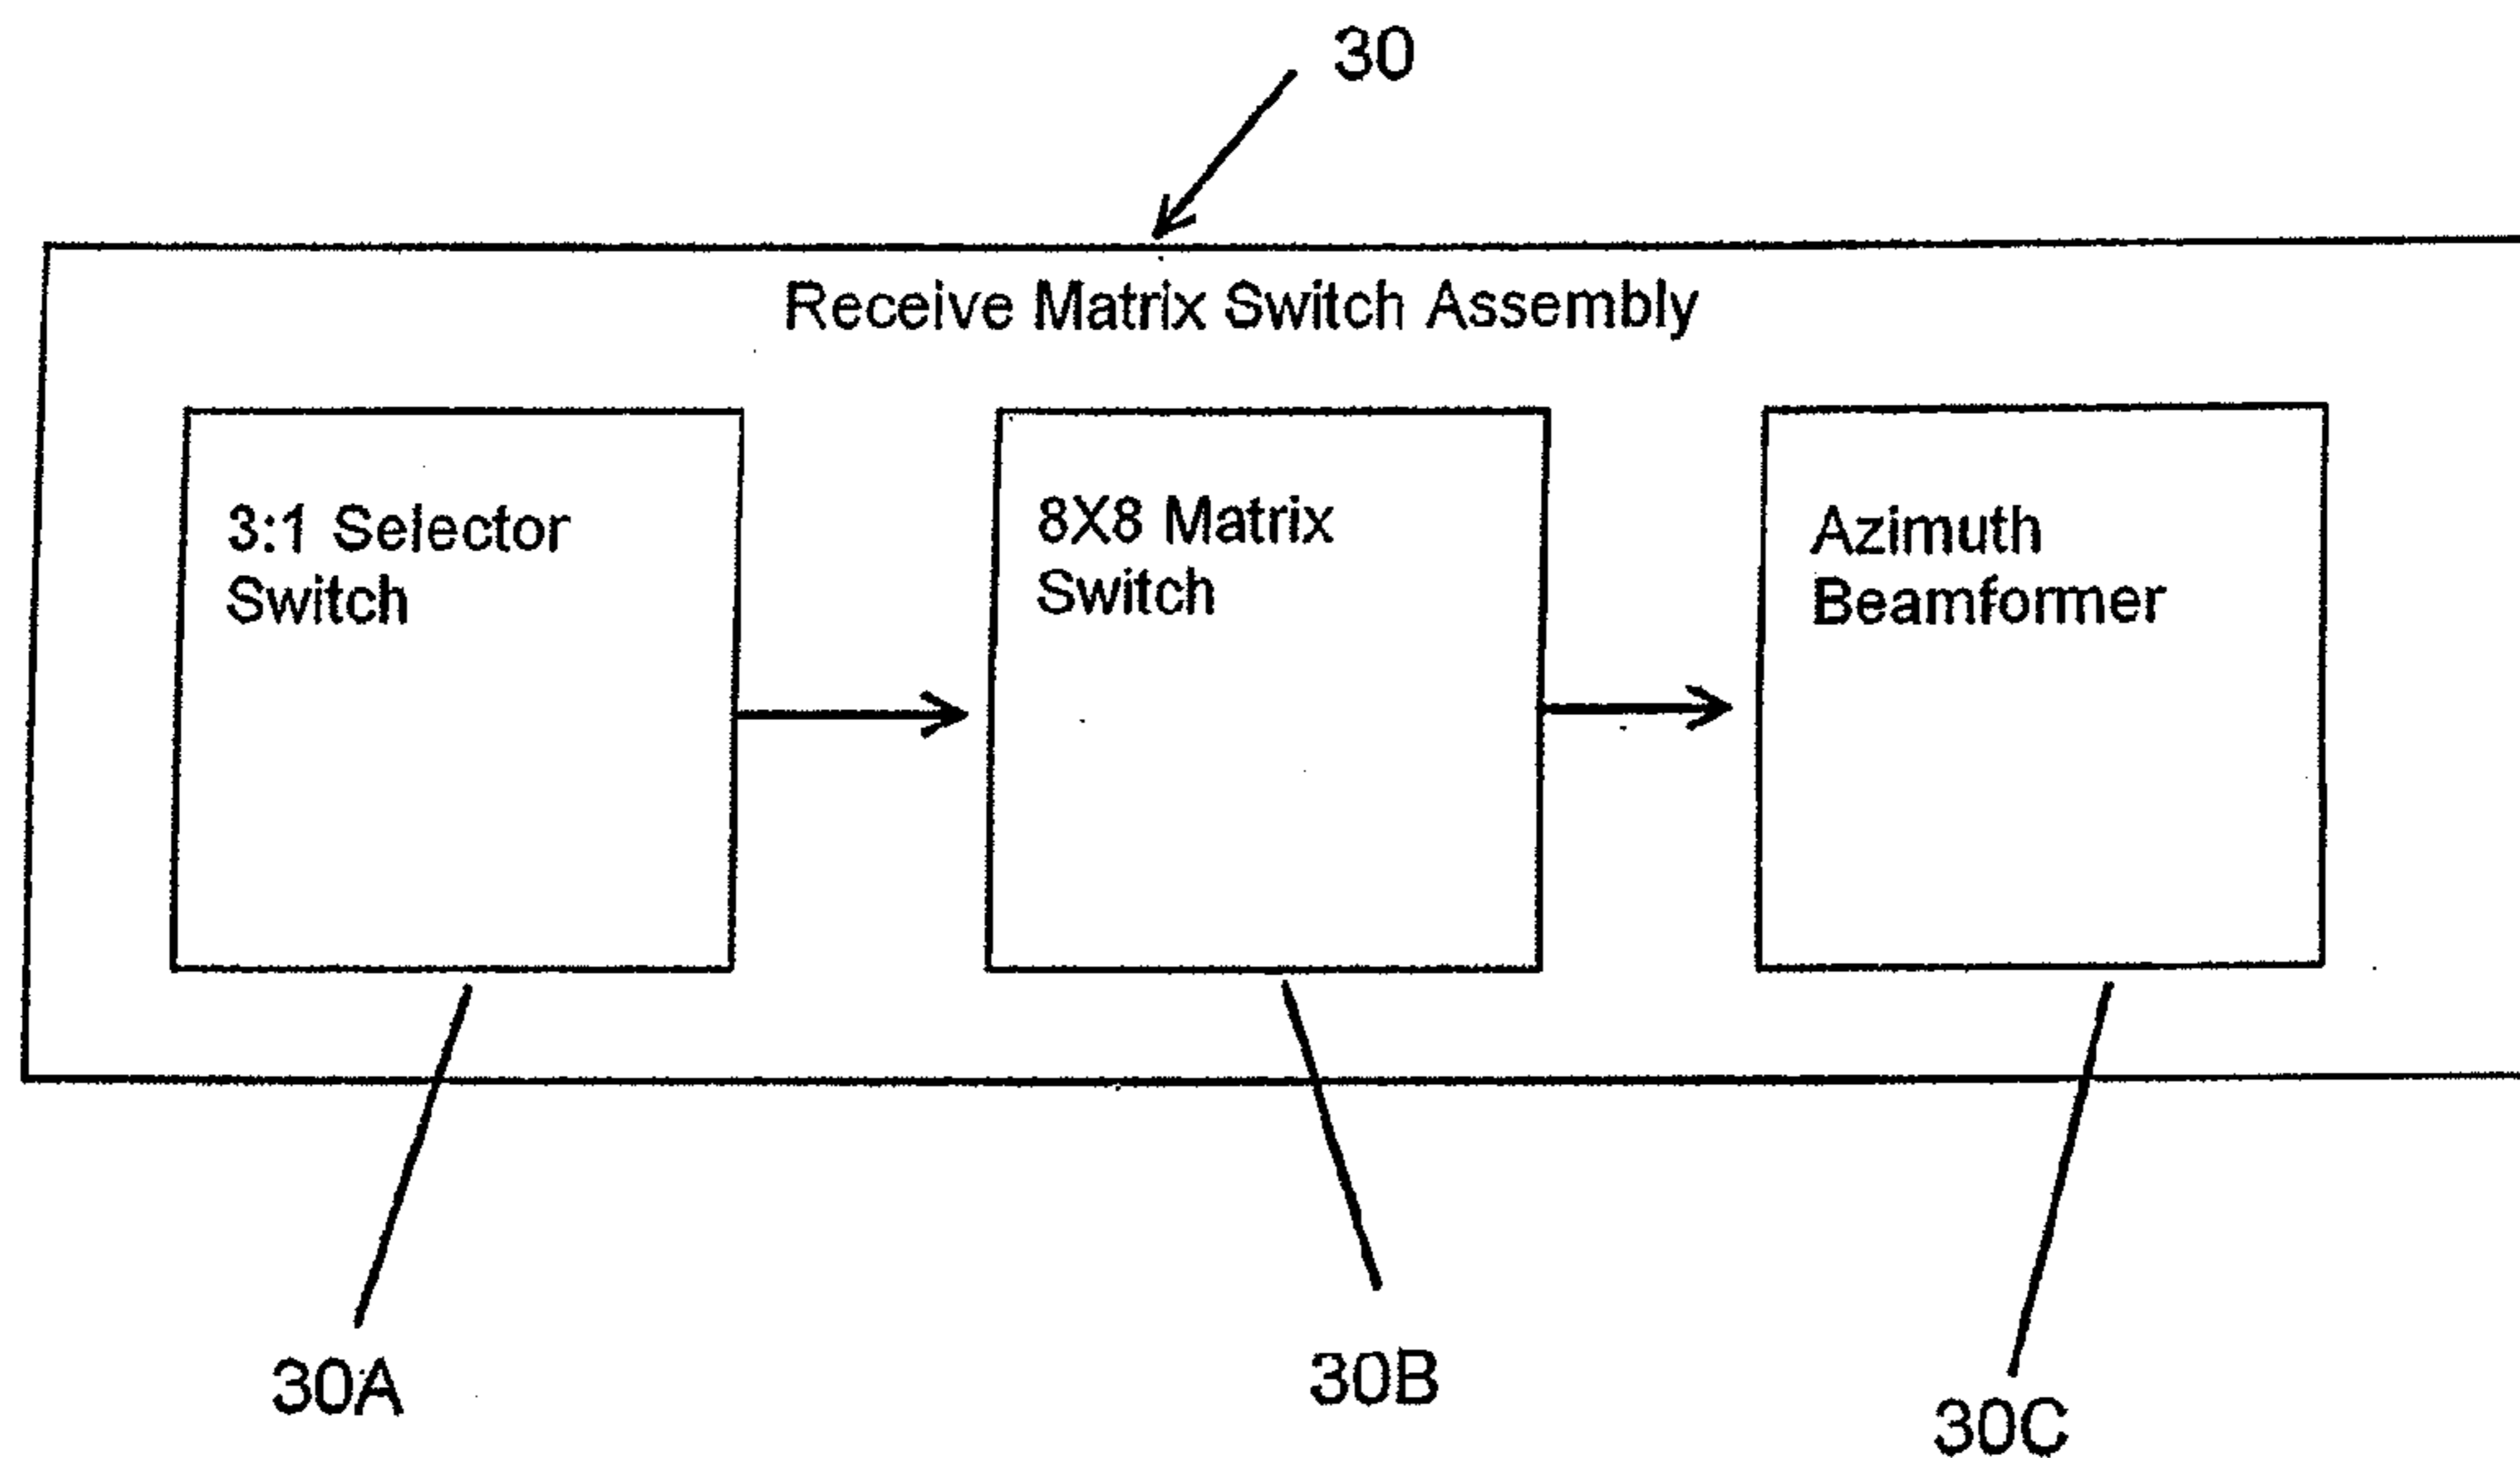 30
Receive Matrix Switch Assembly
3:1 Selector
Switch
8X8 Matrix
Switch
Azimuth
Beamformer
30A
30B
30C